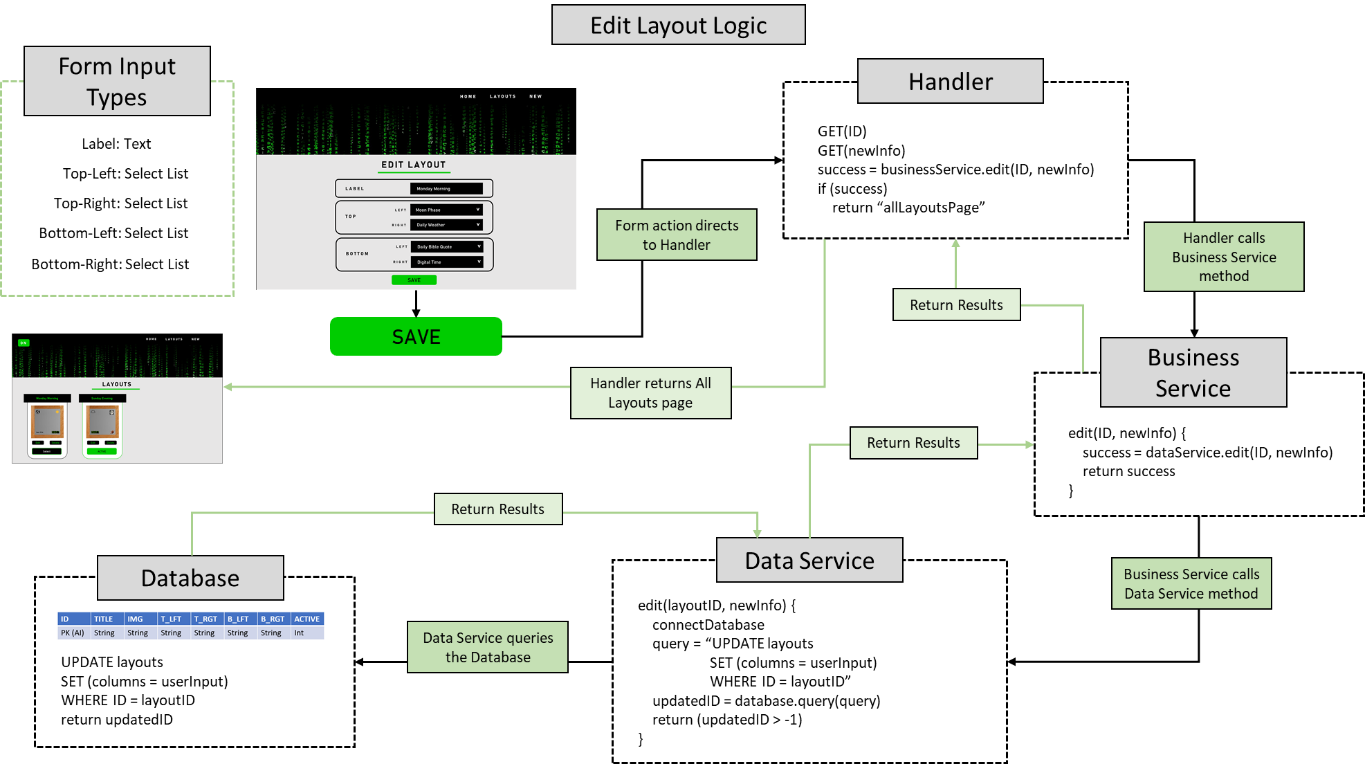 Edit Layout Logic
Form Input
Types
Label: Text
Top-Left: Select List
Top-Right: Select List
Bottom-Left: Select List
Bottom-Right: Select List
HOME LAYOUTS NEW
EDIT LAYOUT
LABEL Monday Morning
TOP
LEFT Moon Phase
RIGHT Daily Weather
BOTTOM
LEFT Daily Bible Quote
RIGHT Digital Time
SAVE
SAVE
Form action directs
to Handler
Handler
GET(ID)
GET(newInfo)
success = businessService.edit(ID, newInfo)
if (success)
return “allLayoutsPage”
Handler calls
Business Service
method
Return Results
Handler returns All
Layouts page
HOME LAYOUTS NEW
LAYOUTS
Business
Service
edit(ID, newInfo) {
success = dataService.edit(ID, newInfo)
return success
}
Return Results
Business Service calls
Data Service method
Return Results
Data Service
edit(layoutID, newInfo) {
connectDatabase
query = “UPDATE layouts
SET (columns = userInput)
WHERE ID = layoutID”
updatedID = database.query(query)
return (updatedID > -1)
}
Data Service queries
the Database
Database
ID TITLE IMG T_LFT T_RGT B_LFT B_RGT ACTIVE
PK (AI) String String String String String String Int
UPDATE layouts
SET (columns = userInput)
WHERE ID = layoutID
return updatedID